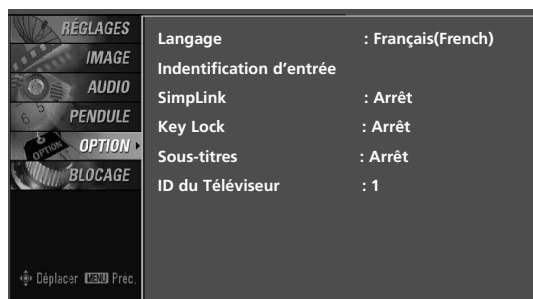 RÉGLAGES
IMAGE
AUDIO
PENDULE
OPTION
BLOCAGE
Déplacer MENU Préc.
Langage : Français(French)
Indentification d'entrée
SimpLink : Arrêt
Key Lock : Arrêt
Sous-titres : Arrêt
ID du Téléviseur : 1